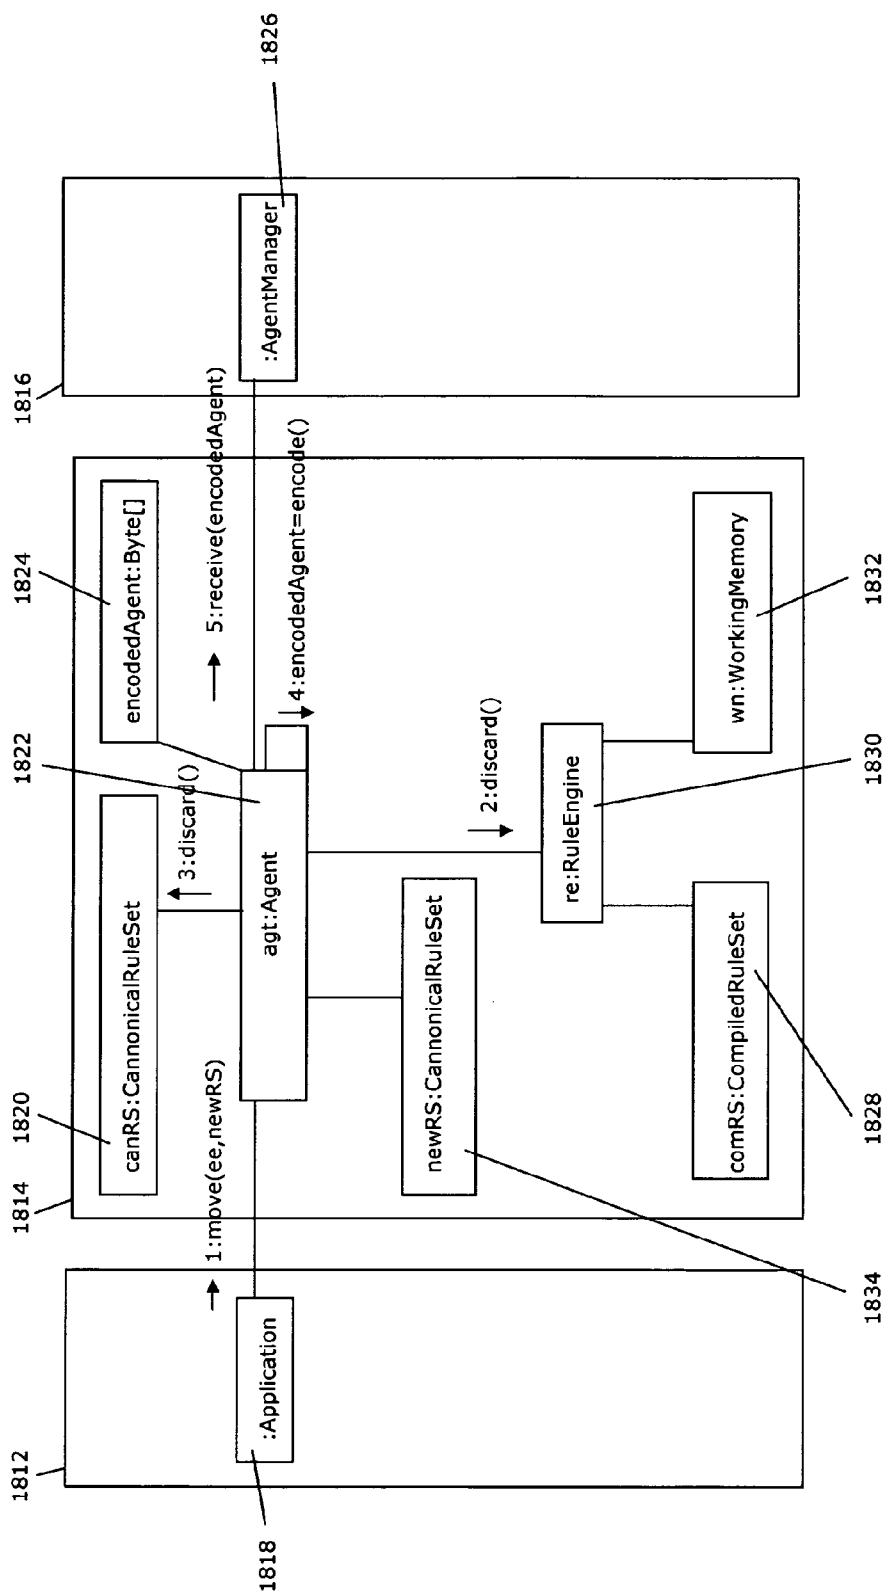 1812
1814
1816
1820
1822
1824
canRS:CannonicalRuleSet
encodedAgent:Byte[]
3:discard()
1:move(ee,newRS)
5:receive(encodedAgent)
:Application
agt:Agent
:AgentManager
4:encodedAgent=encode()
1818
1826
newRS:CannonicalRuleSet
2:discard()
re:RuleEngine
comRS:CompiledRuleSet
wn:WorkingMemory
1834
1828
1830
1832